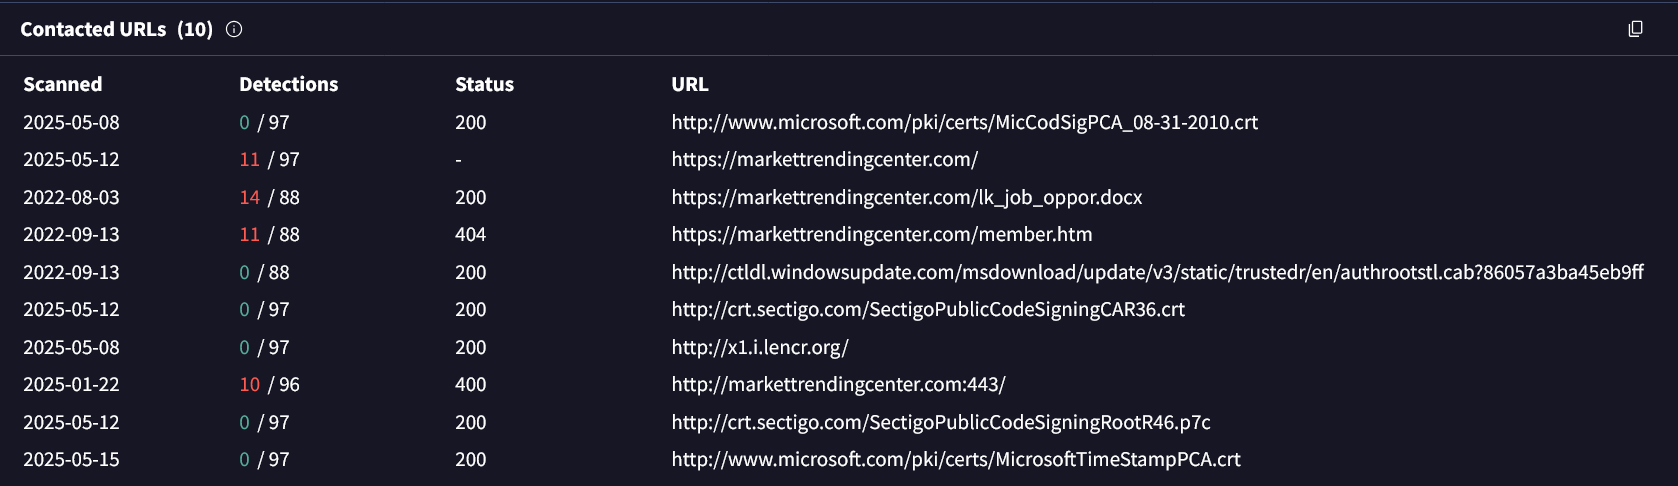 Contacted URLs (10)
Scanned Detections Status URL
2025-05-08 0 / 97 200 http://www.microsoft.com/pki/certs/MicCodSigPCA_08-31-2010.crt
2025-05-12 11 / 97 - https://markettrendingcenter.com/
2022-08-03 14 / 88 200 https://markettrendingcenter.com/lk_job_oppor.docx
2022-09-13 11 / 88 404 https://markettrendingcenter.com/member.htm
2022-09-13 0 / 88 200 http://ctldl.windowsupdate.com/msdownload/update/v3/static/trustedr/en/authrootstl.cab?86057a3ba45eb9ff
2025-05-12 0 / 97 200 http://crt.sectigo.com/SectigoPublicCodeSigningCAR36.crt
2025-05-08 0 / 97 200 http://x1.i.lencr.org/
2025-01-22 10 / 96 400 http://markettrendingcenter.com:443/
2025-05-12 0 / 97 200 http://crt.sectigo.com/SectigoPublicCodeSigningRootR46.p7c
2025-05-15 0 / 97 200 http://www.microsoft.com/pki/certs/MicrosoftTimeStampPCA.crt